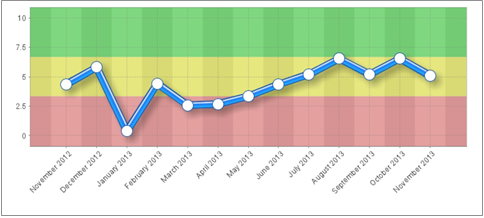 10
7.5
5
2.5
0
November 2012
December 2012
January 2013
February 2013
March 2013
April 2013
May 2013
June 2013
July 2013
August 2013
September 2013
October 2013
November 2013